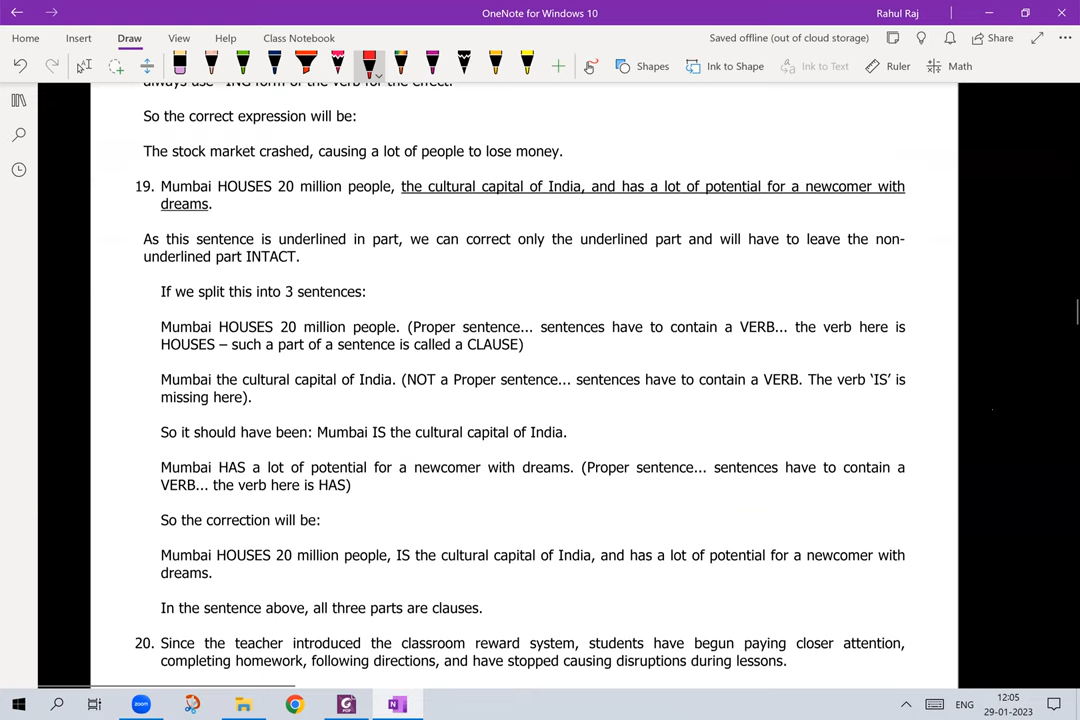 OneNote for Windows 10
Rahul Raj
Home Insert Draw View Help Class Notebook
Saved offline (out of cloud storage)
Share
Shapes
Ink to Shape
Ink to Text
Ruler
Math
always use -ING form of the verb for the effect.
So the correct expression will be:
The stock market crashed, causing a lot of people to lose money.
19. Mumbai HOUSES 20 million people, the cultural capital of India, and has a lot of potential for a newcomer with
dreams.
As this sentence is underlined in part, we can correct only the underlined part and will have to leave the non-
underlined part INTACT.
If we split this into 3 sentences:
Mumbai HOUSES 20 million people. (Proper sentence... sentences have to contain a VERB... the verb here is
HOUSES – such a part of a sentence is called a CLAUSE)
Mumbai the cultural capital of India. (NOT a Proper sentence... sentences have to contain a VERB. The verb ‘IS’ is
missing here).
So it should have been: Mumbai IS the cultural capital of India.
Mumbai HAS a lot of potential for a newcomer with dreams. (Proper sentence... sentences have to contain a
VERB... the verb here is HAS)
So the correction will be:
Mumbai HOUSES 20 million people, IS the cultural capital of India, and has a lot of potential for a newcomer with
dreams.
In the sentence above, all three parts are clauses.
20. Since the teacher introduced the classroom reward system, students have begun paying closer attention,
completing homework, following directions, and have stopped causing disruptions during lessons.
zoom
PDF
ENG
12:05
29-01-2023